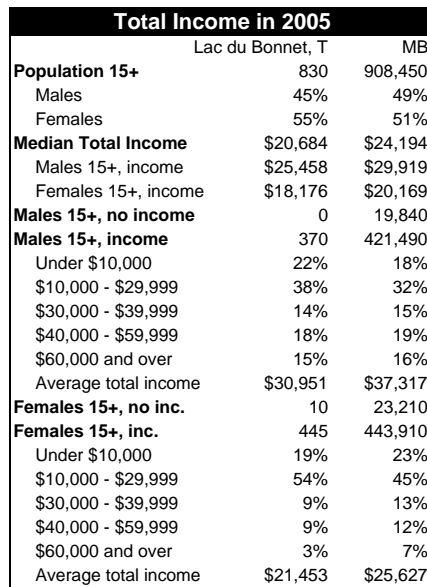 Total Income in 2005
Lac du Bonnet, T MB
Population 15+ 830 908,450
Males 45% 49%
Females 55% 51%
Median Total Income $20,684 $24,194
Males 15+, income $25,458 $29,919
Females 15+, income $18,176 $20,169
Males 15+, no income 0 19,840
Males 15+, income 370 421,490
Under $10,000 22% 18%
$10,000 - $29,999 38% 32%
$30,000 - $39,999 14% 15%
$40,000 - $59,999 18% 19%
$60,000 and over 15% 16%
Average total income $30,951 $37,317
Females 15+, no inc. 10 23,210
Females 15+, inc. 445 443,910
Under $10,000 19% 23%
$10,000 - $29,999 54% 45%
$30,000 - $39,999 9% 13%
$40,000 - $59,999 9% 12%
$60,000 and over 3% 7%
Average total income $21,453 $25,627